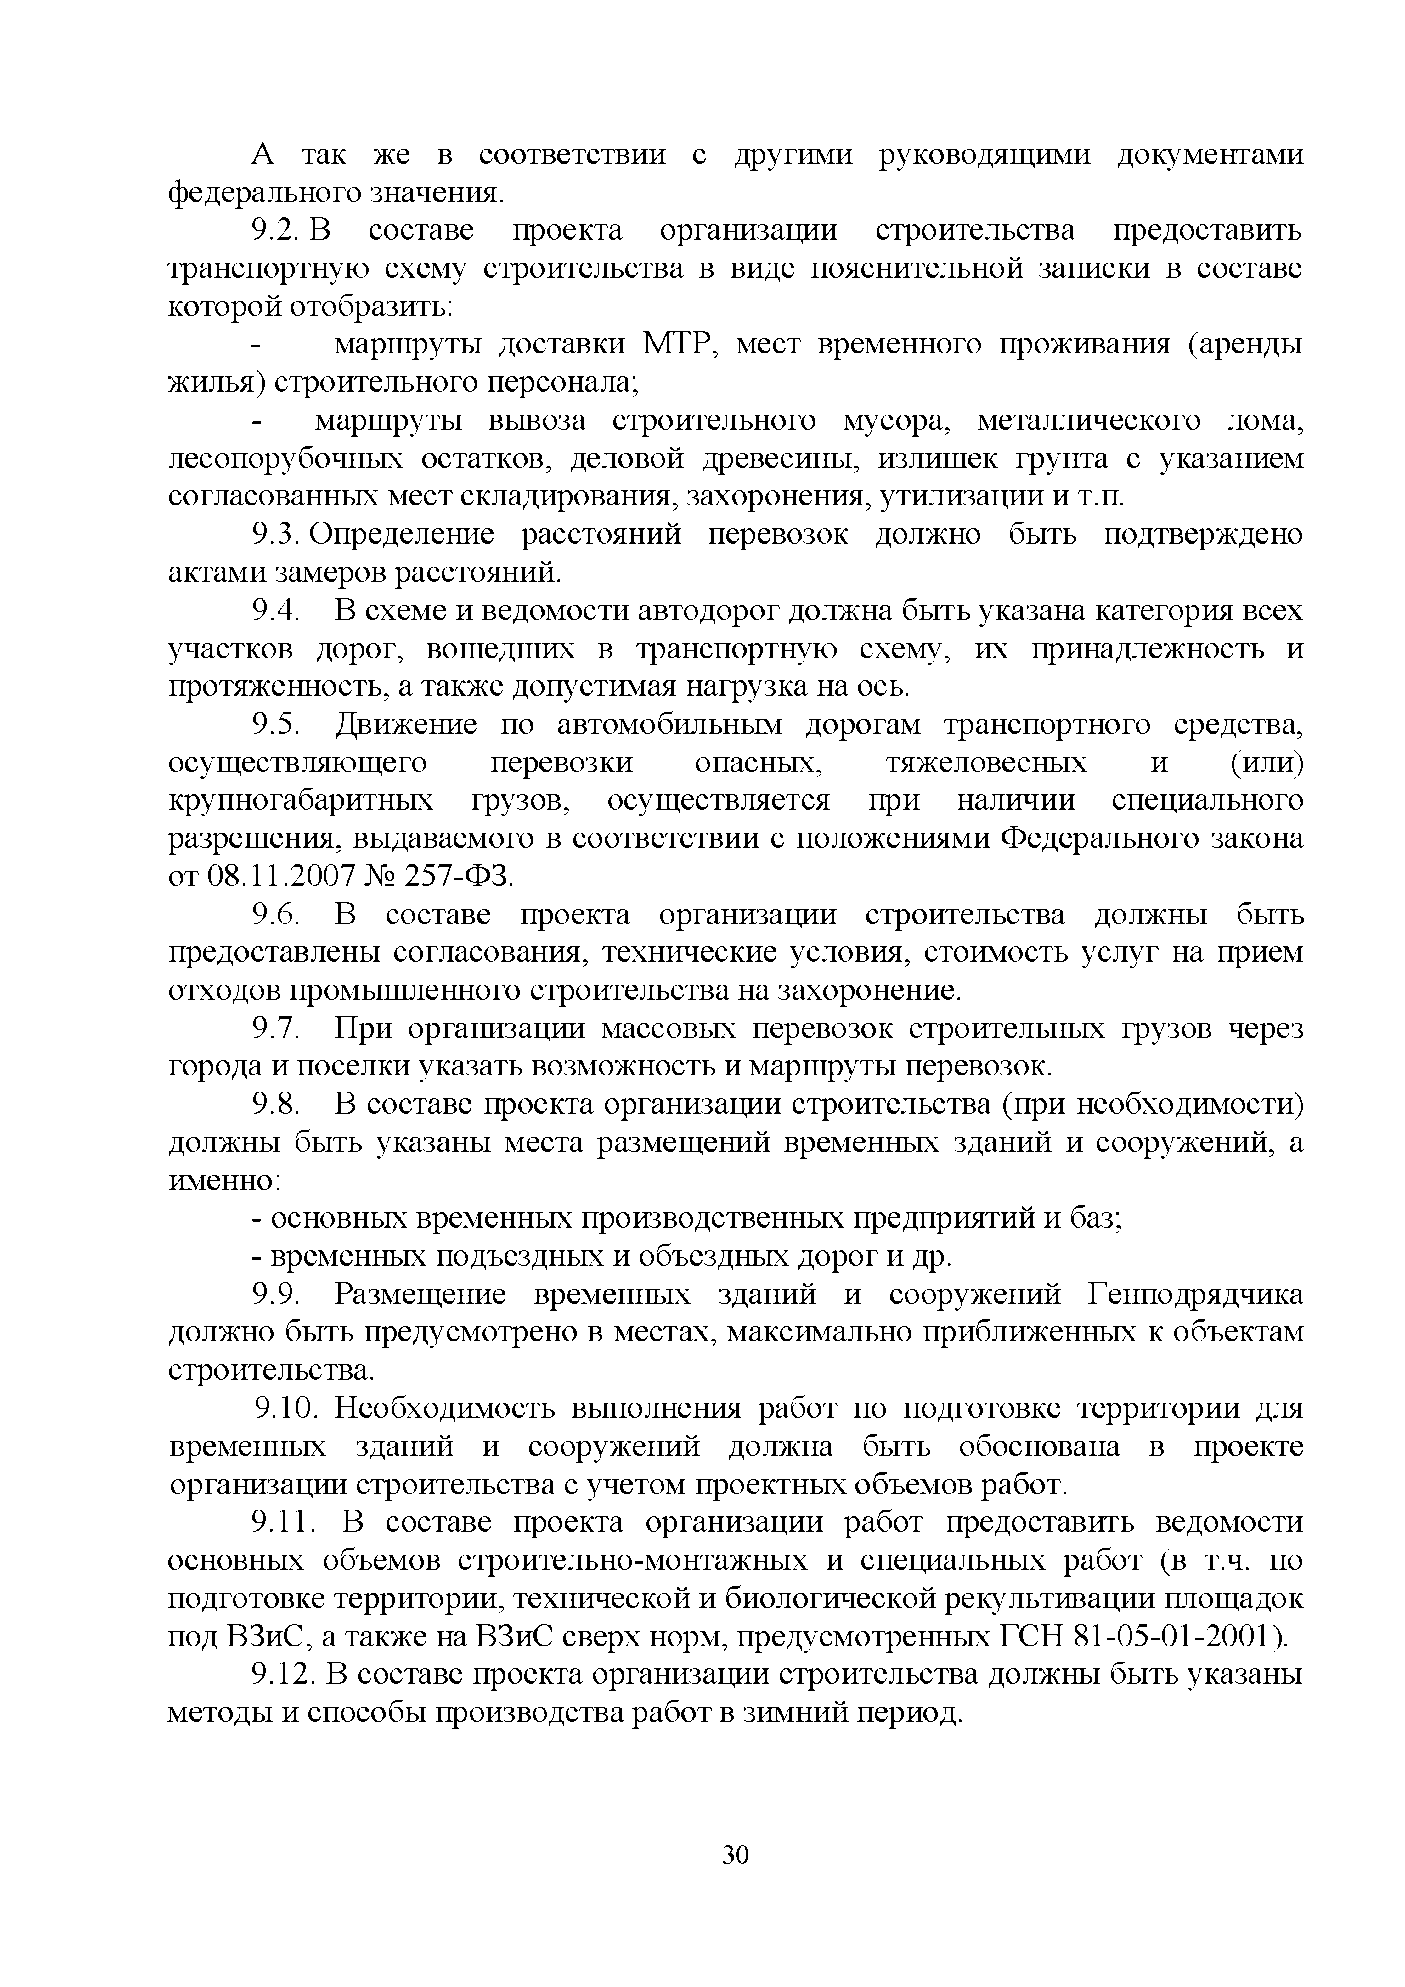 А так же в соответствии с другими руководящими документами
федерального значения.
9.2. В составе проекта организации строительства предоставить
транспортную схему строительства в виде пояснительной записки в составе
которой отобразить:
- маршруты доставки МТР, мест временного проживания (аренды
жилья) строительного персонала;
- маршруты вывоза строительного мусора, металлического лома,
лесопорубочных остатков, деловой древесины, излишек грунта с указанием
согласованных мест складирования, захоронения, утилизации и т.п.
9.3. Определение расстояний перевозок должно быть подтверждено
актами замеров расстояний.
9.4. В схеме и ведомости автодорог должна быть указана категория всех
участков дорог, вошедших в транспортную схему, их принадлежность и
протяженность, а также допустимая нагрузка на ось.
9.5. Движение по автомобильным дорогам транспортного средства,
осуществляющего перевозки опасных, тяжеловесных и (или)
крупногабаритных грузов, осуществляется при наличии специального
разрешения, выдаваемого в соответствии с положениями Федерального закона
от 08.11.2007 № 257-ФЗ.
9.6. В составе проекта организации строительства должны быть
предоставлены согласования, технические условия, стоимость услуг на прием
отходов промышленного строительства на захоронение.
9.7. При организации массовых перевозок строительных грузов через
города и поселки указать возможность и маршруты перевозок.
9.8. В составе проекта организации строительства (при необходимости)
должны быть указаны места размещений временных зданий и сооружений, а
именно:
- основных временных производственных предприятий и баз;
- временных подъездных и объездных дорог и др.
9.9. Размещение временных зданий и сооружений Генподрядчика
должно быть предусмотрено в местах, максимально приближенных к объектам
строительства.
9.10. Необходимость выполнения работ по подготовке территории для
временных зданий и сооружений должна быть обоснована в проекте
организации строительства с учетом проектных объемов работ.
9.11. В составе проекта организации работ предоставить ведомости
основных объемов строительно-монтажных и специальных работ (в т.ч. по
подготовке территории, технической и биологической рекультивации площадок
под ВЗиС, а также на ВЗиС сверх норм, предусмотренных ГСН 81-05-01-2001).
9.12. В составе проекта организации строительства должны быть указаны
методы и способы производства работ в зимний период.
30